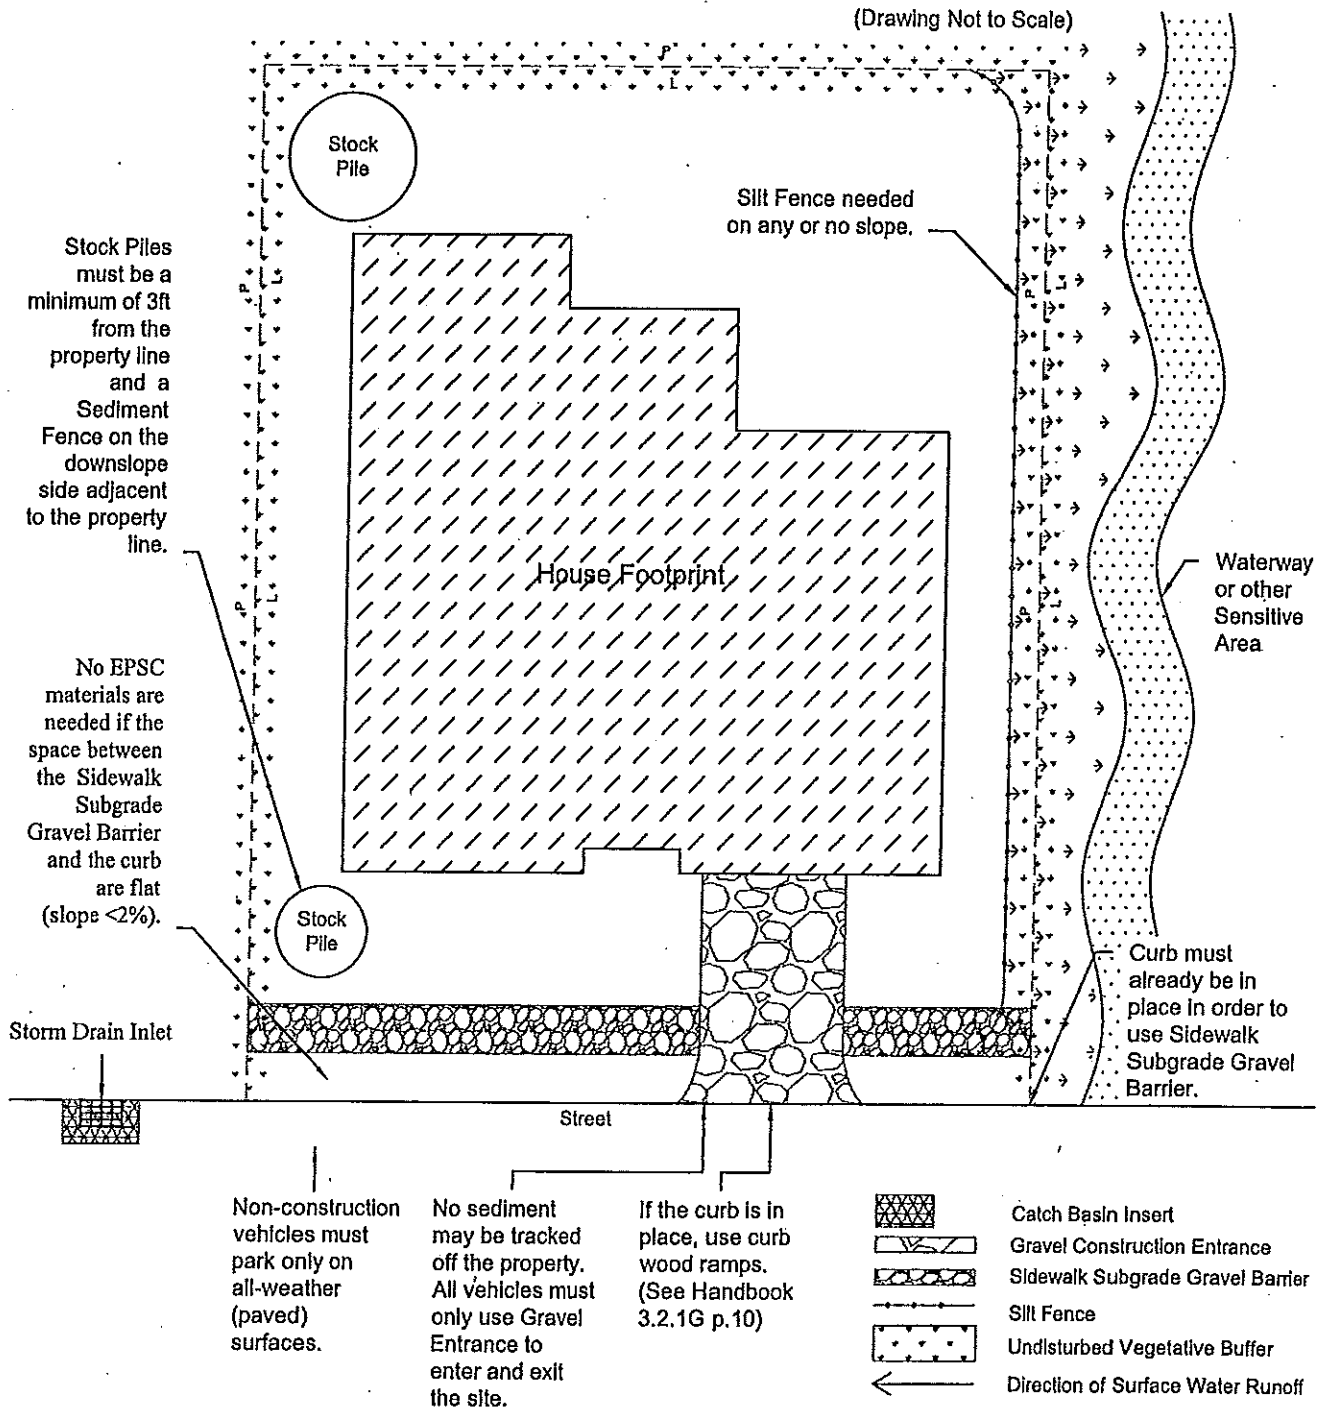 (Drawing Not to Scale)
P
L
Stock
Pile
Silt Fence needed
on any or no slope.
Stock Piles
must be a
minimum of 3ft
from the
property line
and a
Sediment
Fence on the
downslope
side adjacent
to the property
line.
P
L
P
L
House Footprint
Waterway
or other
Sensitive
Area
P
L
P
L
No EPSC
materials are
needed if the
space between
the Sidewalk
Subgrade
Gravel Barrier
and the curb
are flat
(slope <2%).
Stock
Pile
Curb must
already be in
place in order to
use Sidewalk
Subgrade Gravel
Barrier.
Storm Drain Inlet
Street
Non-construction
vehicles must
park only on
all-weather
(paved)
surfaces.
No sediment
may be tracked
off the property.
All vehicles must
only use Gravel
Entrance to
enter and exit
the site.
If the curb is in
place, use curb
wood ramps.
(See Handbook
3.2.1G p.10)
Catch Basin Insert
Gravel Construction Entrance
Sidewalk Subgrade Gravel Barrier
Silt Fence
Undisturbed Vegetative Buffer
Direction of Surface Water Runoff